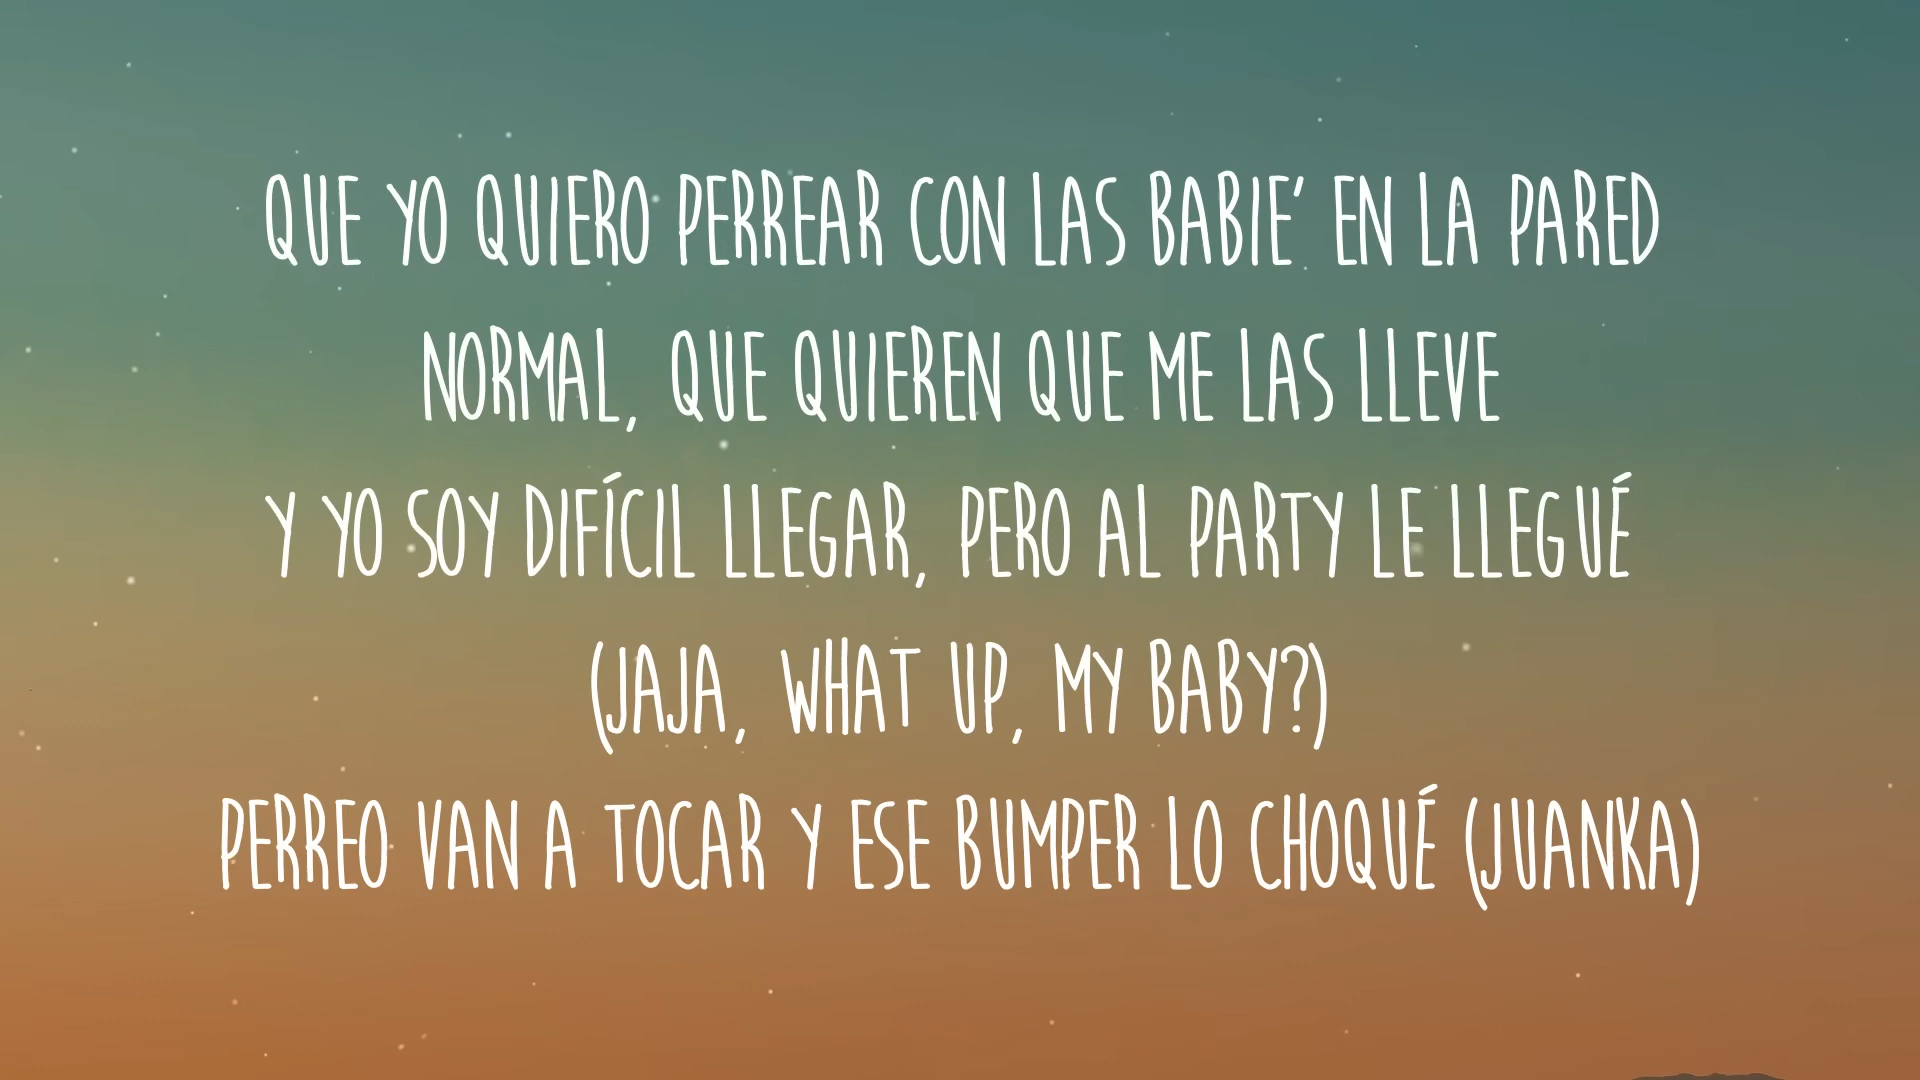 QUE YO QUIERO PERREAR CON LAS BABIE' EN LA PARED
NORMAL, QUE QUIEREN QUE ME LAS LLEVE
Y YO SOY DIFÍCIL LLEGAR, PERO AL PARTY LE LLEGUÉ
(JAJA, WHAT UP, MY BABY?)
PERREO VAN A TOCAR Y ESE BUMPER LO CHOQUÉ (JUANKA)